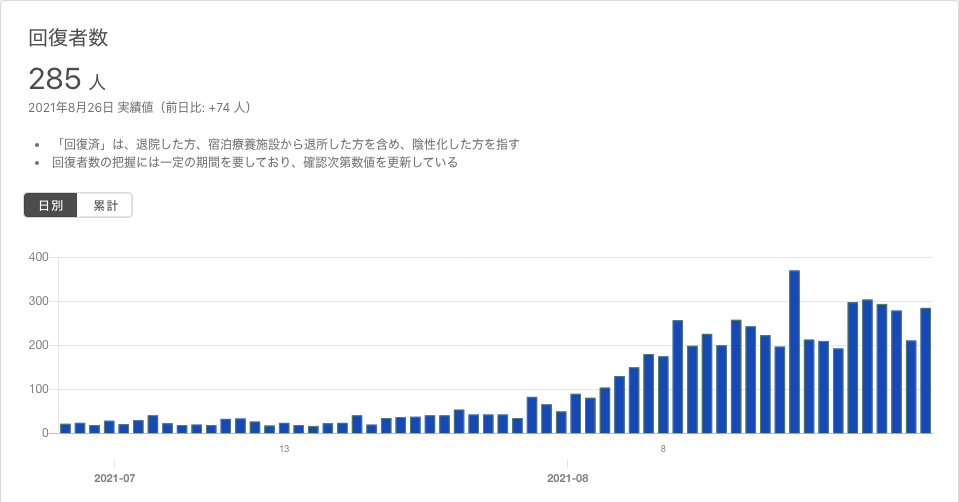 回復者数
285 人
2021年8月26日 実績値（前日比: +74 人）
「回復済」は、退院した方、宿泊療養施設から退所した方を含め、陰性化した方を指す
回復者数の把握には一定の期間を要しており、確認次第数値を更新している
日別 累計
400
300
200
100
0
13 8
2021-07 2021-08